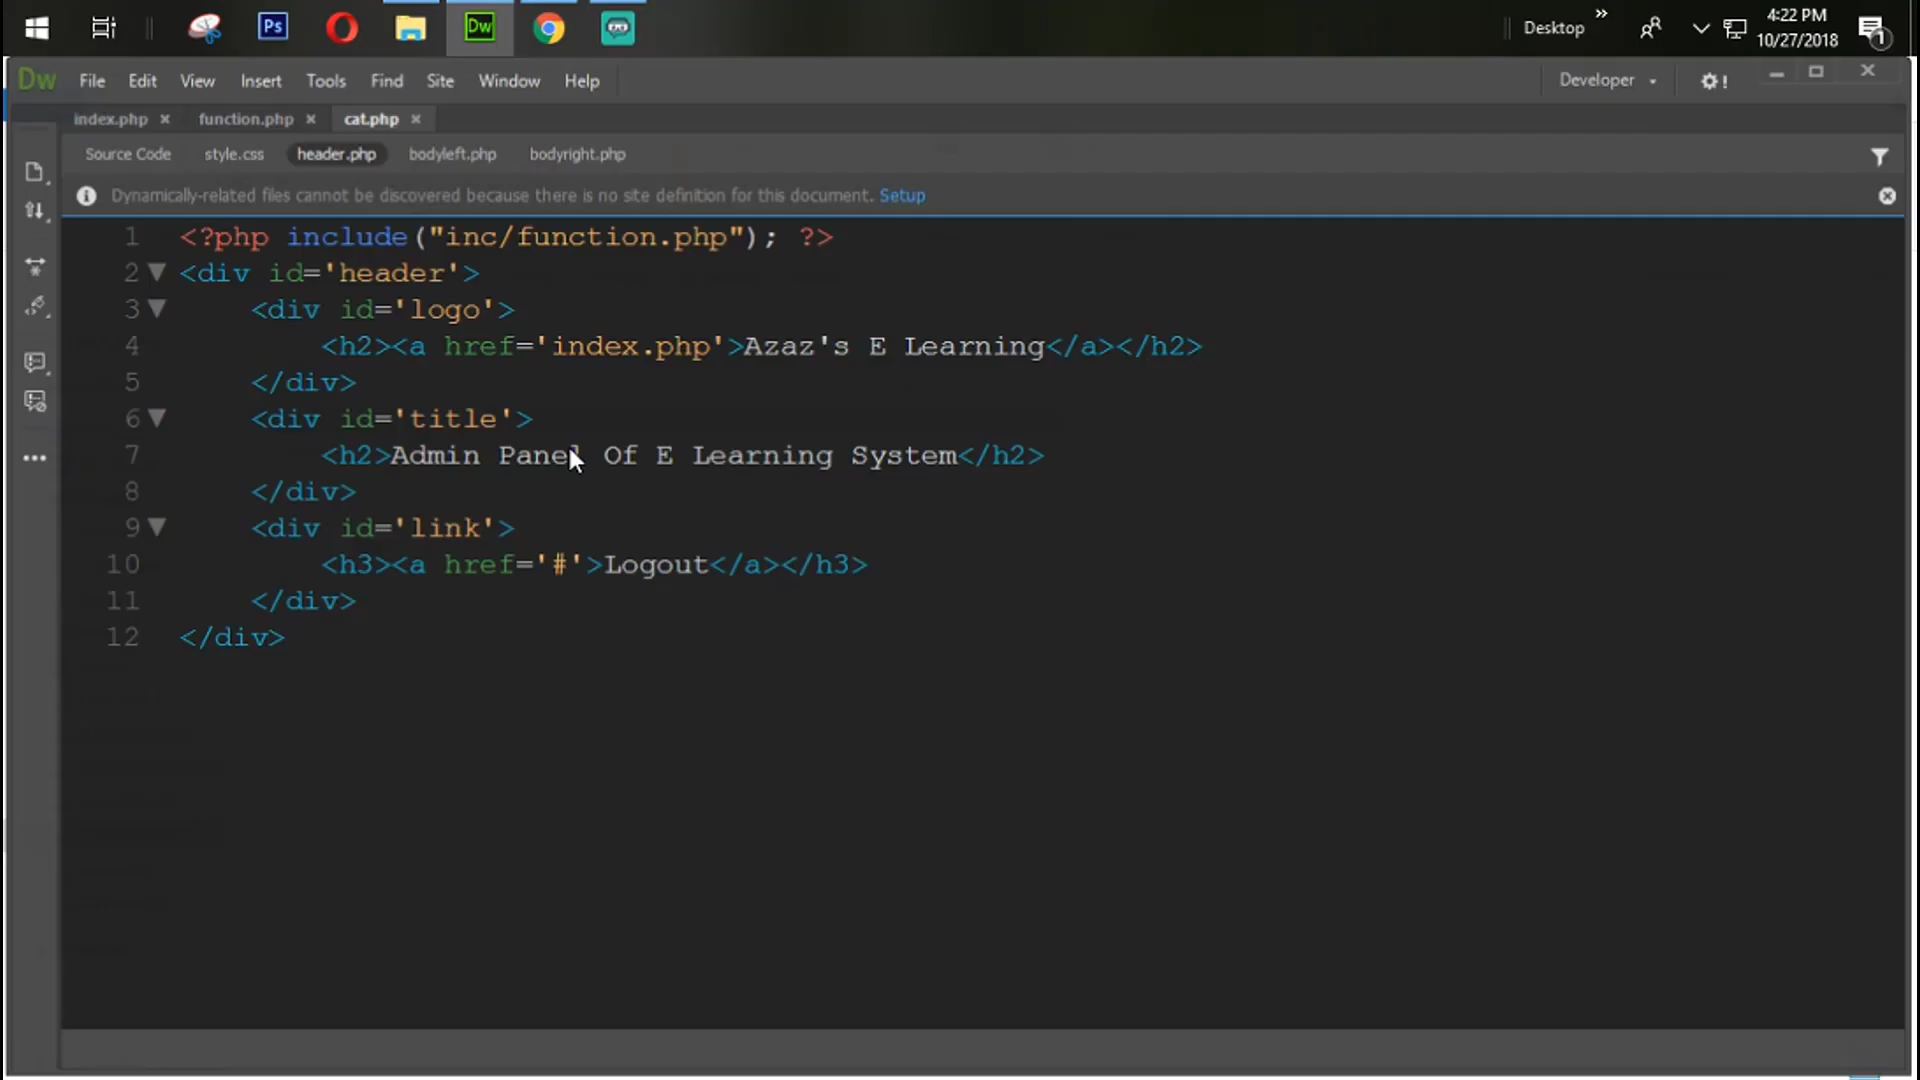 Ps
Dw
Desktop
»
4:22 PM
10/27/2018
1
Dw File Edit View Insert Tools Find Site Window Help
Developer
!
index.php × function.php × cat.php ×
Source Code style.css header.php bodyleft.php bodyright.php
Dynamically-related files cannot be discovered because there is no site definition for this document. Setup
1 <?php include("inc/function.php"); ?>
2 <div id='header'>
3 <div id='logo'>
4 <h2><a href='index.php'>Azaz's E Learning</a></h2>
5 </div>
6 <div id='title'>
7 <h2>Admin Panel Of E Learning System</h2>
8 </div>
9 <div id='link'>
10 <h3><a href='#'>Logout</a></h3>
11 </div>
12 </div>